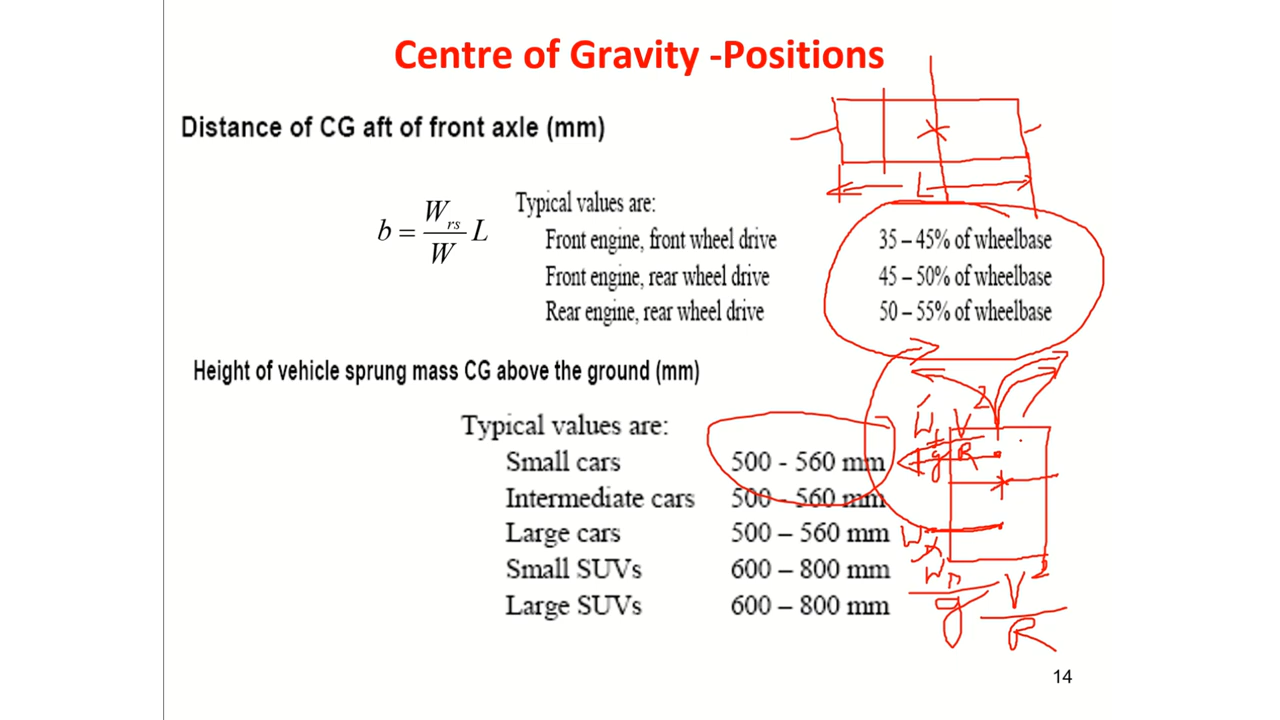 Centre of Gravity -Positions
Distance of CG aft of front axle (mm)
b = W_rs / W L
Typical values are:
Front engine, front wheel drive 35 – 45% of wheelbase
Front engine, rear wheel drive 45 – 50% of wheelbase
Rear engine, rear wheel drive 50 – 55% of wheelbase
L
Height of vehicle sprung mass CG above the ground (mm)
Typical values are:
Small cars 500 - 560 mm
Intermediate cars 500 - 560 mm
Large cars 500 – 560 mm
Small SUVs 600 – 800 mm
Large SUVs 600 – 800 mm
V 2
g R
W
g
V 2
R
14